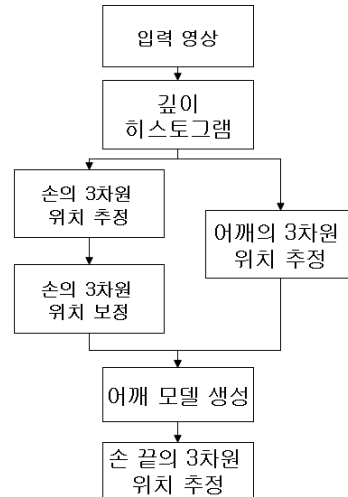 입력 영상
깊이
히스토그램
손의 3차원
위치 추정
어깨의 3차원
위치 추정
손의 3차원
위치 보정
어깨 모델 생성
손 끝의 3차원
위치 추정